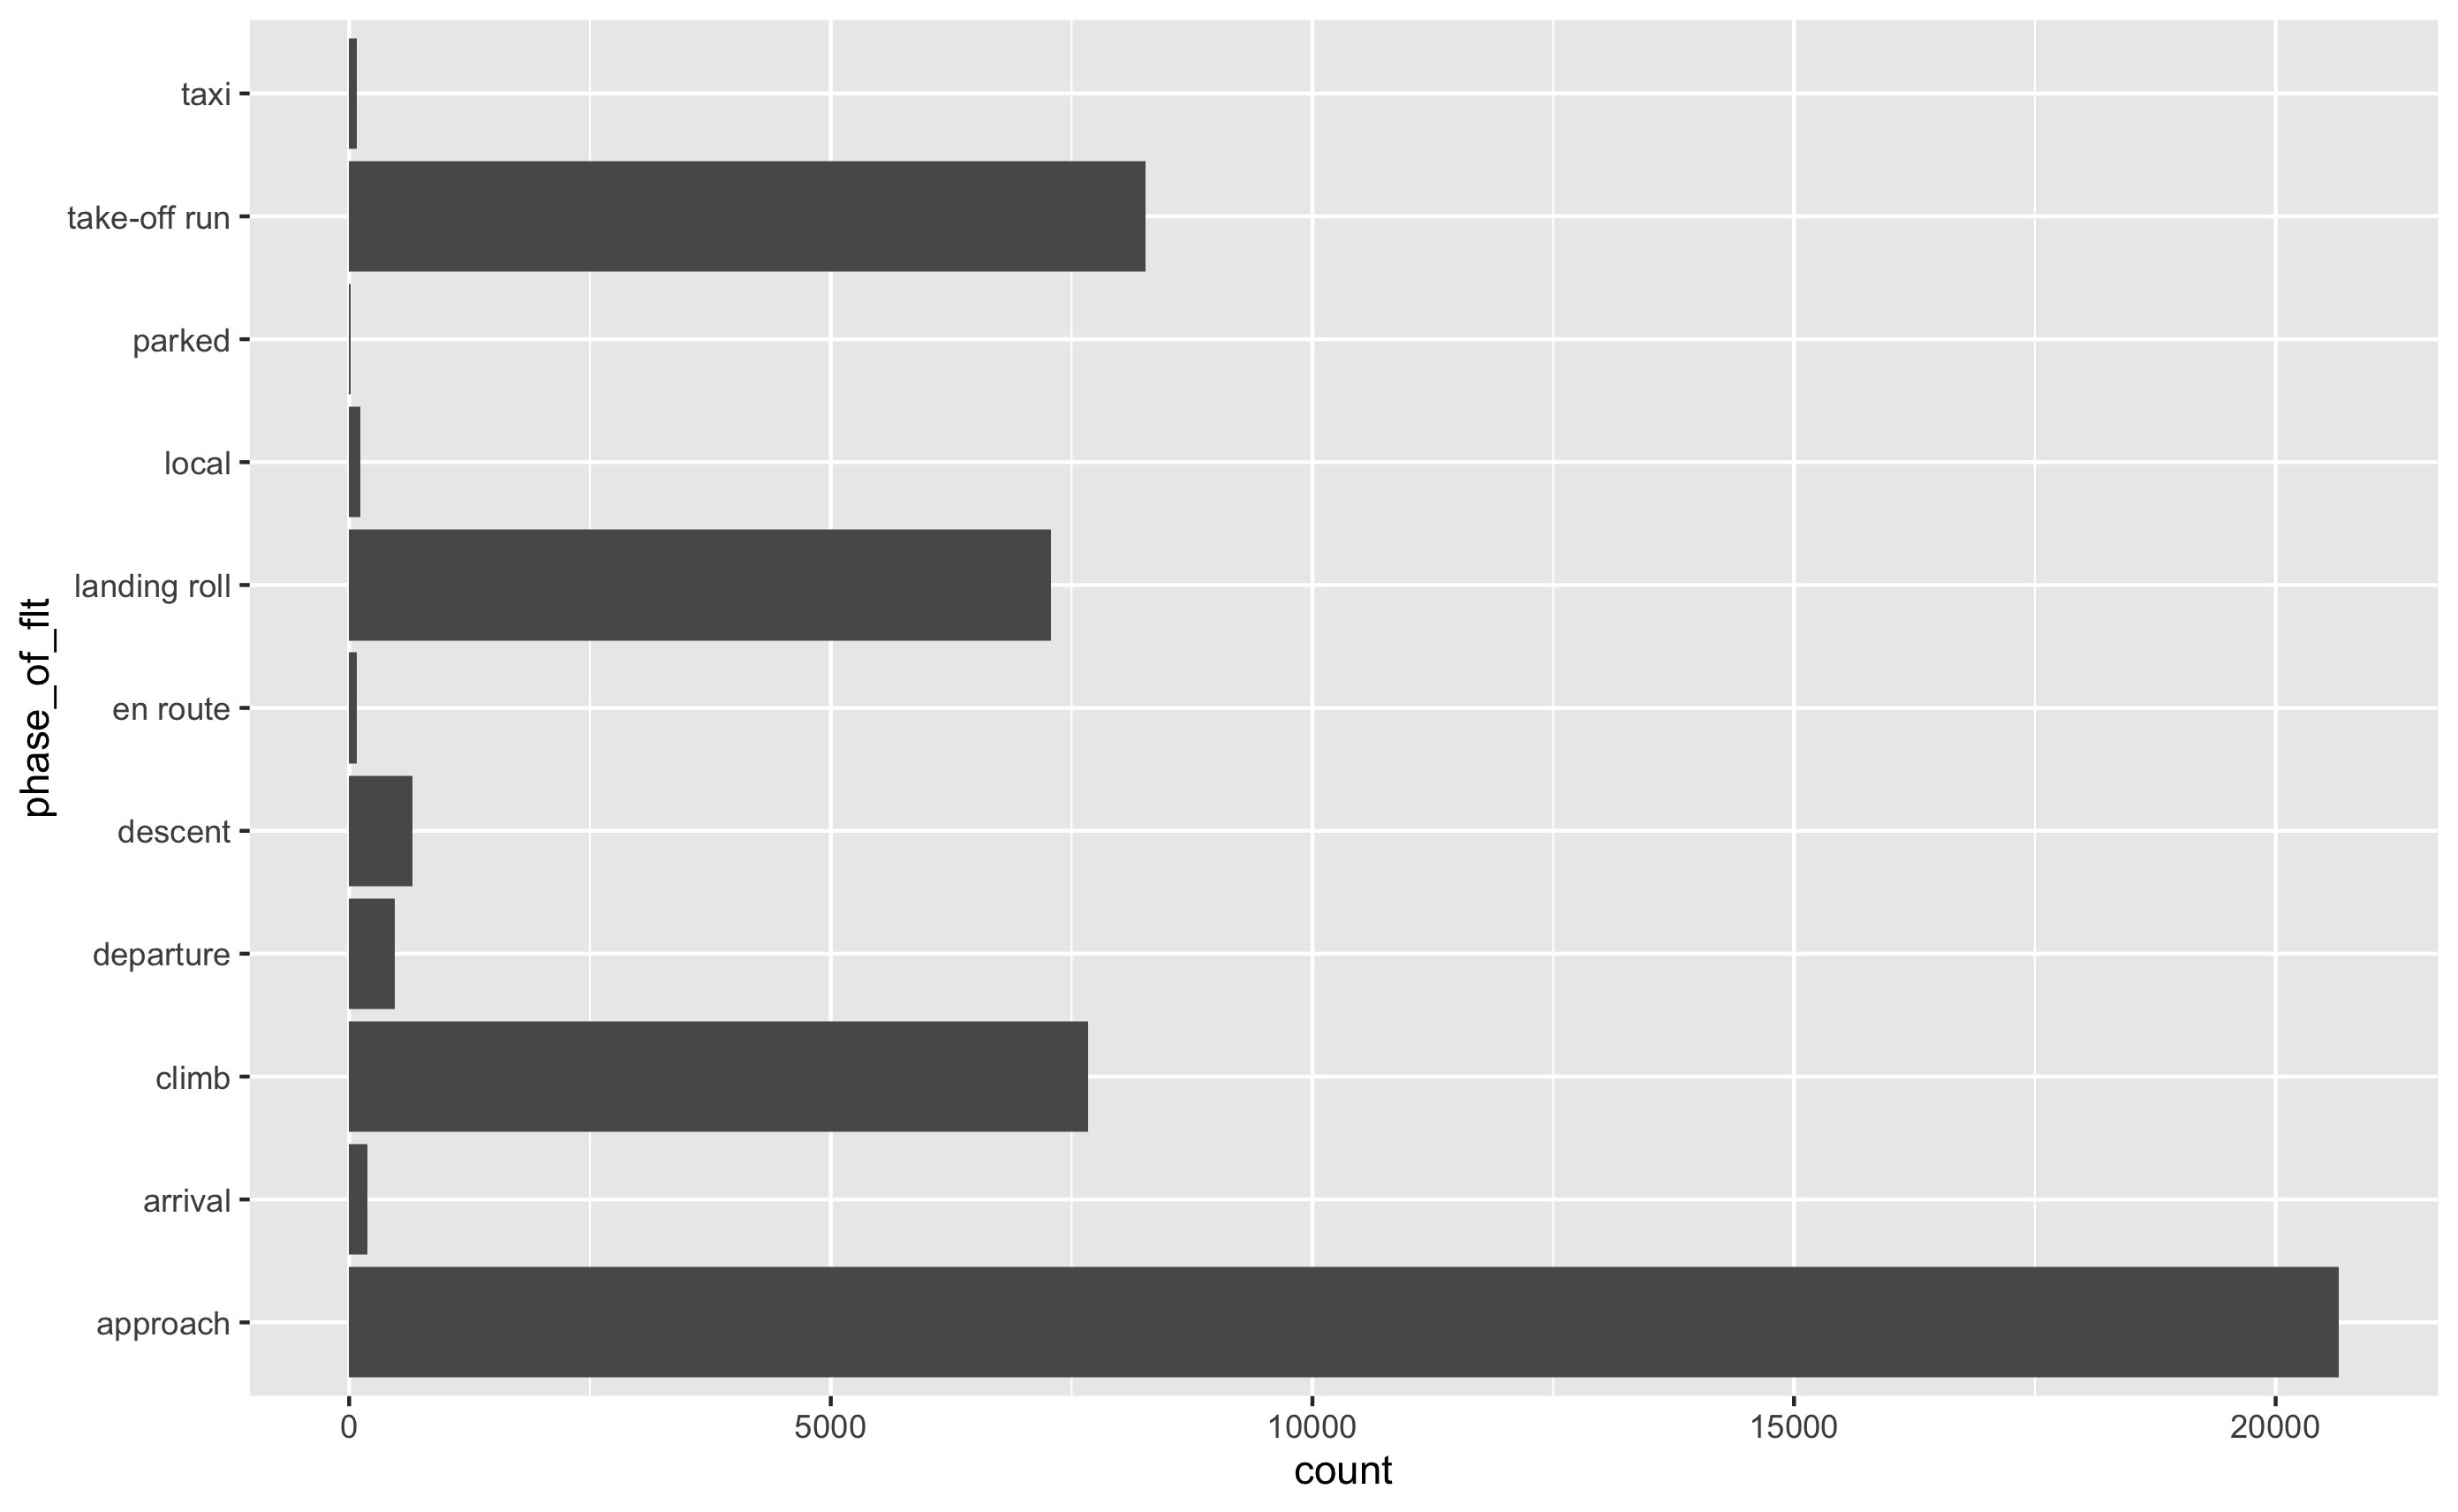 taxi
take-off run
parked
local
landing roll
en route
descent
departure
climb
arrival
approach
phase_of_flt
0 5000 10000 15000 20000
count